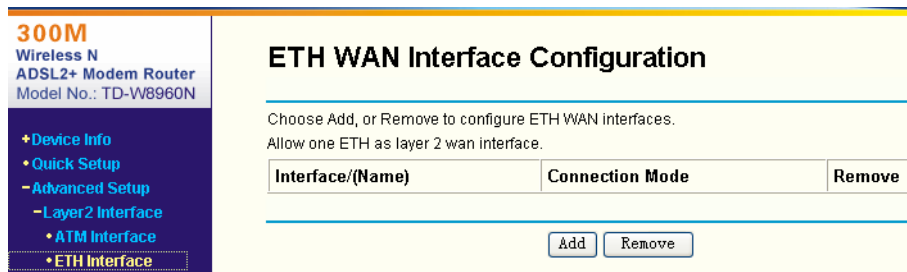 300M
Wireless N
ADSL2+ Modem Router
Model No.: TD-W8960N
+Device Info
•Quick Setup
-Advanced Setup
-Layer2 Interface
•ATM Interface
•ETH Interface
ETH WAN Interface Configuration
Choose Add, or Remove to configure ETH WAN interfaces.
Allow one ETH as layer 2 wan interface.
Interface/(Name) Connection Mode Remove
Add Remove